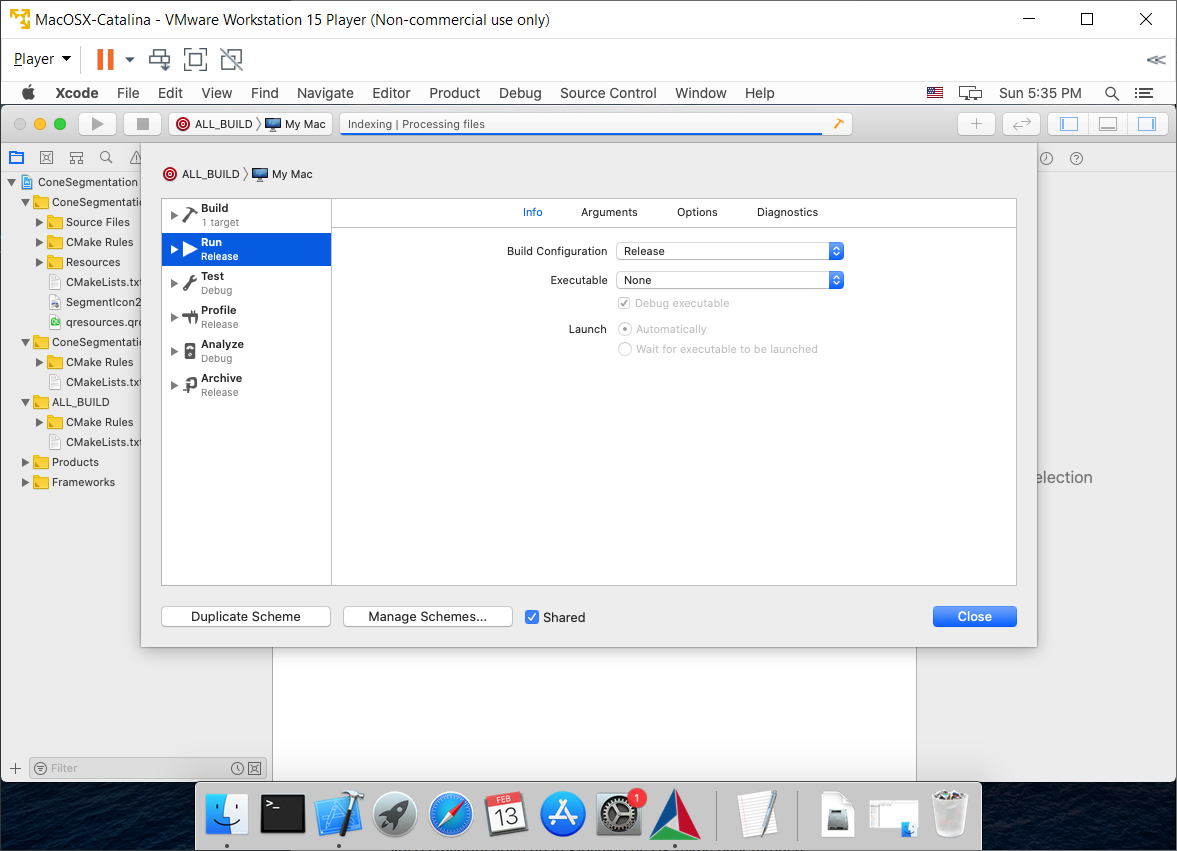 MacOSX-Catalina - VMware Workstation 15 Player (Non-commercial use only)
Player
Xcode File Edit View Find Navigate Editor Product Debug Source Control Window Help Sun 5:35 PM
ALL_BUILD My Mac Indexing | Processing files
ALL_BUILD My Mac
ConeSegmentation
ConeSegmentatio
Source Files
CMake Rules
Resources
CMakeLists.txt
SegmentIcon2
qresources.qrc
ConeSegmentatio
CMake Rules
CMakeLists.txt
ALL_BUILD
CMake Rules
CMakeLists.txt
Products
Frameworks
Build
1 target
Run
Release
Test
Debug
Profile
Release
Analyze
Debug
Archive
Release
Info Arguments Options Diagnostics
Build Configuration Release
Executable None
Debug executable
Launch Automatically
Wait for executable to be launched
election
Duplicate Scheme Manage Schemes... Shared Close
Filter
>_
FEB
13
1